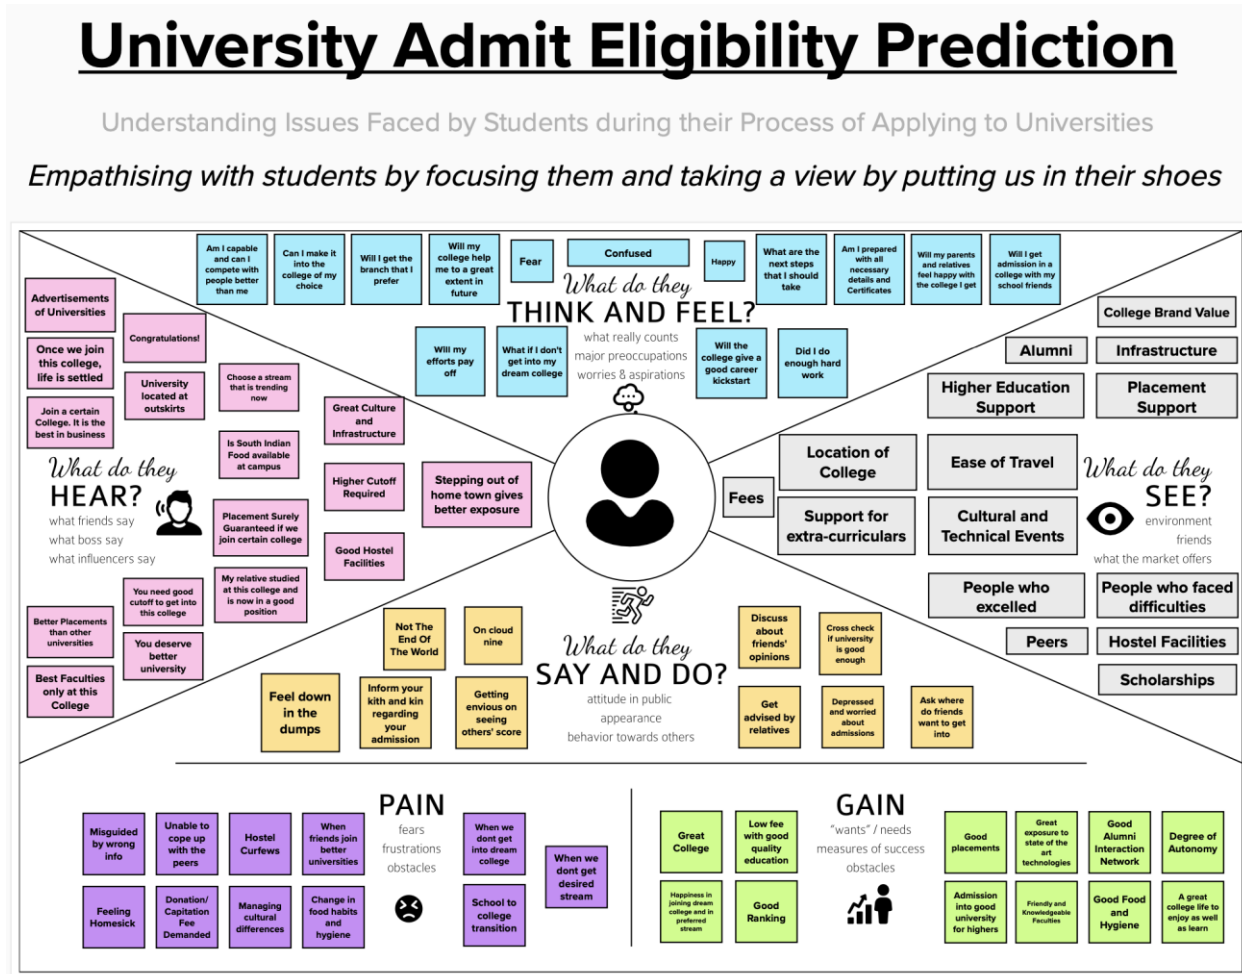 University Admit Eligibility Prediction
Understanding Issues Faced by Students during their Process of Applying to Universities
Empathising with students by focusing them and taking a view by putting us in their shoes
Am I capable
and can I
compete with
people better
than me
Can I make it
into the
college of my
choice
Will I get the
branch that I
prefer
Will my
college help
me to a great
extent in
future
Fear
Confused
Happy
What are the
next steps
that I should
take
Am I prepared
with all
necessary
details and
Certificates
Will my parents
and relatives
feel happy with
the college I get
Will I get
admission in a
college with my
school friends
What do they
THINK AND FEEL?
what really counts
major preoccupations
worries & aspirations
Will my
efforts pay
off
What if I don't
get into my
dream college
Will the
college give a
good career
kickstart
Did I do
enough hard
work
Advertisements
of Universities
Congratulations!
Once we join
this college,
life is settled
University
located at
outskirts
Choose a stream
that is trending
now
Join a certain
College. It is the
best in business
Great Culture
and
Infrastructure
Is South Indian
Food available
at campus
What do they
HEAR?
what friends say
what boss say
what influencers say
Higher Cutoff
Required
Stepping out of
home town gives
better exposure
Placement Surely
Guaranteed if we
join certain college
Good Hostel
Facilities
My relative studied
at this college and
is now in a good
position
You need good
cutoff to get into
this college
Better Placements
than other
universities
You deserve
better
university
Best Faculties
only at this
College
College Brand Value
Alumni
Infrastructure
Higher Education
Support
Placement
Support
Location of
College
Ease of Travel
What do they
SEE?
environment
friends
what the market offers
Fees
Support for
extra-curriculars
Cultural and
Technical Events
People who
excelled
People who faced
difficulties
Peers
Hostel Facilities
Scholarships
Not The
End Of
The World
On cloud
nine
What do they
SAY AND DO?
attitude in public
appearance
behavior towards others
Discuss
about
friends'
opinions
Cross check
if university
is good
enough
Feel down
in the
dumps
Inform your
kith and kin
regarding
your
admission
Getting
envious on
seeing
others' score
Get
advised by
relatives
Depressed
and worried
about
admissions
Ask where
do friends
want to get
into
PAIN
fears
frustrations
obstacles
Misguided
by wrong
info
Unable to
cope up
with the
peers
Hostel
Curfews
When
friends join
better
universities
When we
dont get
into dream
college
When we
dont get
desired
stream
Feeling
Homesick
Donation/
Capitation
Fee
Demanded
Managing
cultural
differences
Change in
food habits
and
hygiene
School to
college
transition
GAIN
"wants" / needs
measures of success
obstacles
Great
College
Low fee
with good
quality
education
Good
placements
Great
exposure to
state of the
art
technologies
Good
Alumni
Interaction
Network
Degree of
Autonomy
Happiness in
joining dream
college and in
preferred
stream
Good
Ranking
Admission
into good
university
for highers
Friendly and
Knowledgeable
Faculties
Good Food
and
Hygiene
A great
college life to
enjoy as well
as learn